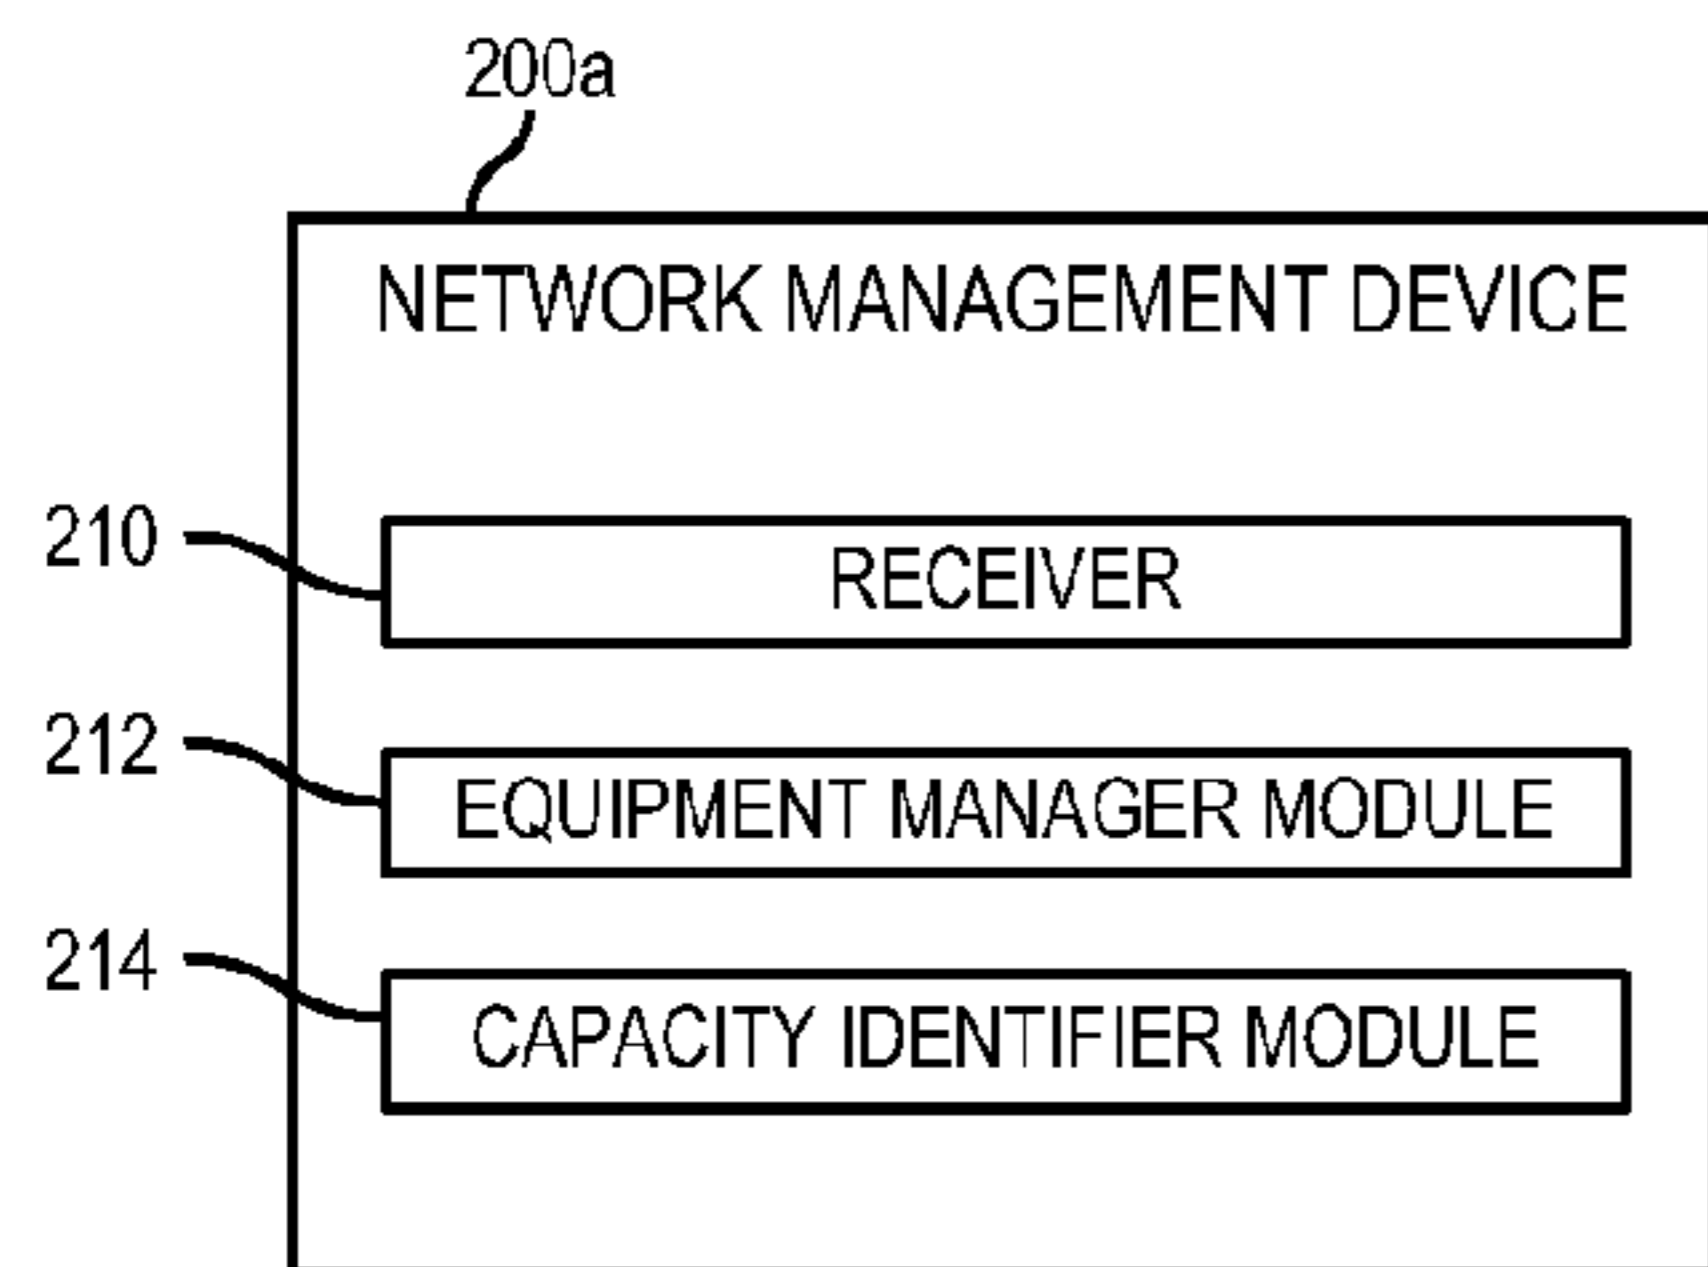 200a
NETWORK MANAGEMENT DEVICE
210
RECEIVER
212
EQUIPMENT MANAGER MODULE
214
CAPACITY IDENTIFIER MODULE